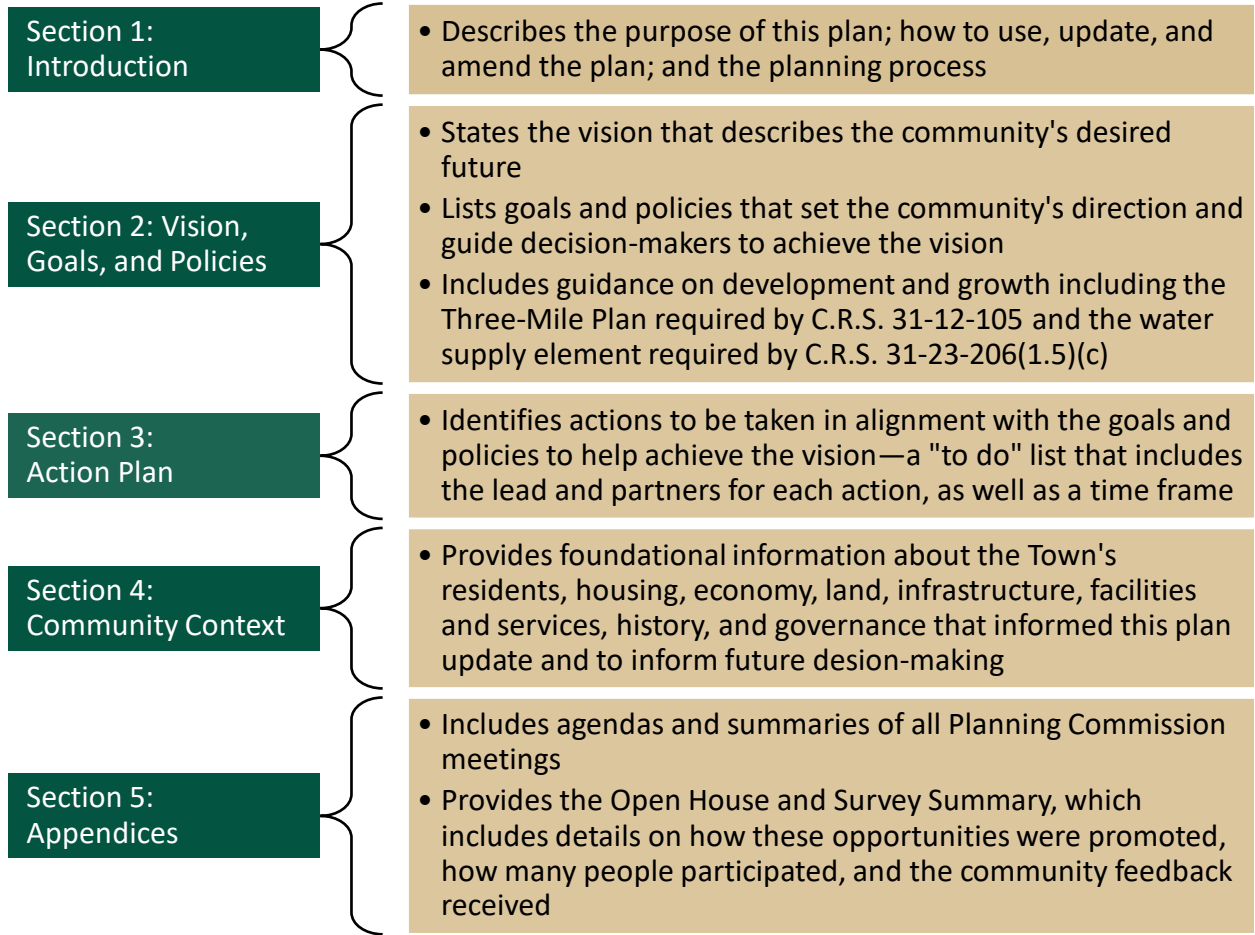 Section 1:
Introduction
• Describes the purpose of this plan; how to use, update, and
amend the plan; and the planning process
Section 2: Vision,
Goals, and Policies
• States the vision that describes the community's desired
future
• Lists goals and policies that set the community's direction and
guide decision-makers to achieve the vision
• Includes guidance on development and growth including the
Three-Mile Plan required by C.R.S. 31-12-105 and the water
supply element required by C.R.S. 31-23-206(1.5)(c)
Section 3:
Action Plan
• Identifies actions to be taken in alignment with the goals and
policies to help achieve the vision—a "to do" list that includes
the lead and partners for each action, as well as a time frame
Section 4:
Community Context
• Provides foundational information about the Town's
residents, housing, economy, land, infrastructure, facilities
and services, history, and governance that informed this plan
update and to inform future desion-making
Section 5:
Appendices
• Includes agendas and summaries of all Planning Commission
meetings
• Provides the Open House and Survey Summary, which
includes details on how these opportunities were promoted,
how many people participated, and the community feedback
received